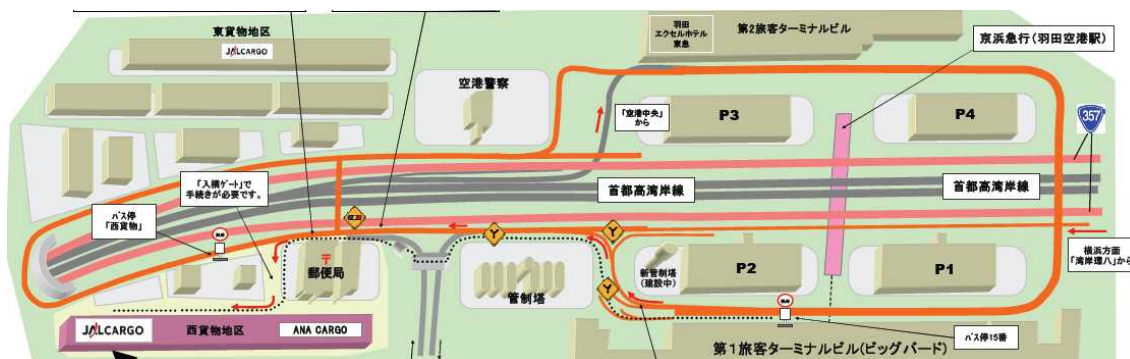 東貨物地区
JALCARGO
羽田
エクセルホテル
東急
第2旅客ターミナルビル
京浜急行(羽田空港駅)
空港警察
「空港中央」
から
P3
P4
357
「入構ゲート」で
手続きが必要です。
バス停
「西貨物」
首都高湾岸線
首都高湾岸線
横浜方面
「湾岸環八」から
〒
郵便局
管制塔
新管制塔
(建設中)
P2
P1
JALCARGO
西貨物地区
ANA CARGO
バス停15番
第1旅客ターミナルビル(ビッグバード)